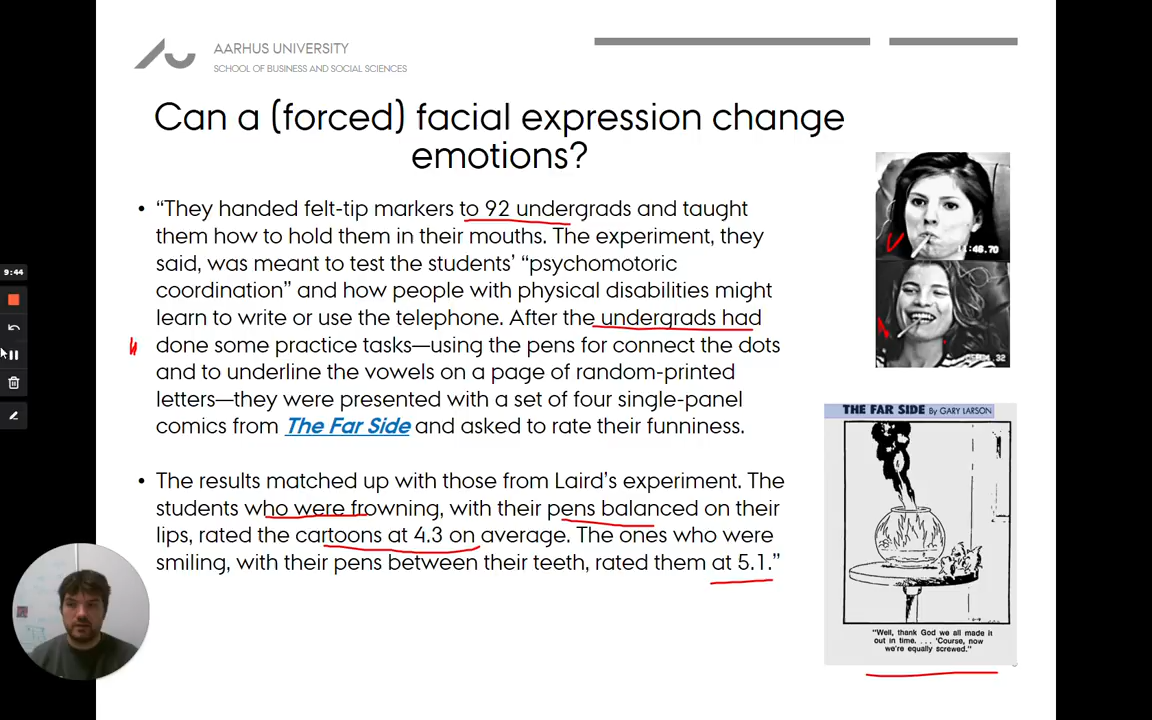 AARHUS UNIVERSITY
SCHOOL OF BUSINESS AND SOCIAL SCIENCES
Can a (forced) facial expression change
emotions?
• “They handed felt-tip markers to 92 undergrads and taught
them how to hold them in their mouths. The experiment, they
said, was meant to test the students’ “psychomotoric
coordination” and how people with physical disabilities might
learn to write or use the telephone. After the undergrads had
done some practice tasks—using the pens for connect the dots
and to underline the vowels on a page of random-printed
letters—they were presented with a set of four single-panel
comics from The Far Side and asked to rate their funniness.
• The results matched up with those from Laird’s experiment. The
students who were frowning, with their pens balanced on their
lips, rated the cartoons at 4.3 on average. The ones who were
smiling, with their pens between their teeth, rated them at 5.1.”
9:44
THE FAR SIDE By GARY LARSON
"Well, thank God we all made it
out in time. . . . 'Course, now
we're equally screwed."